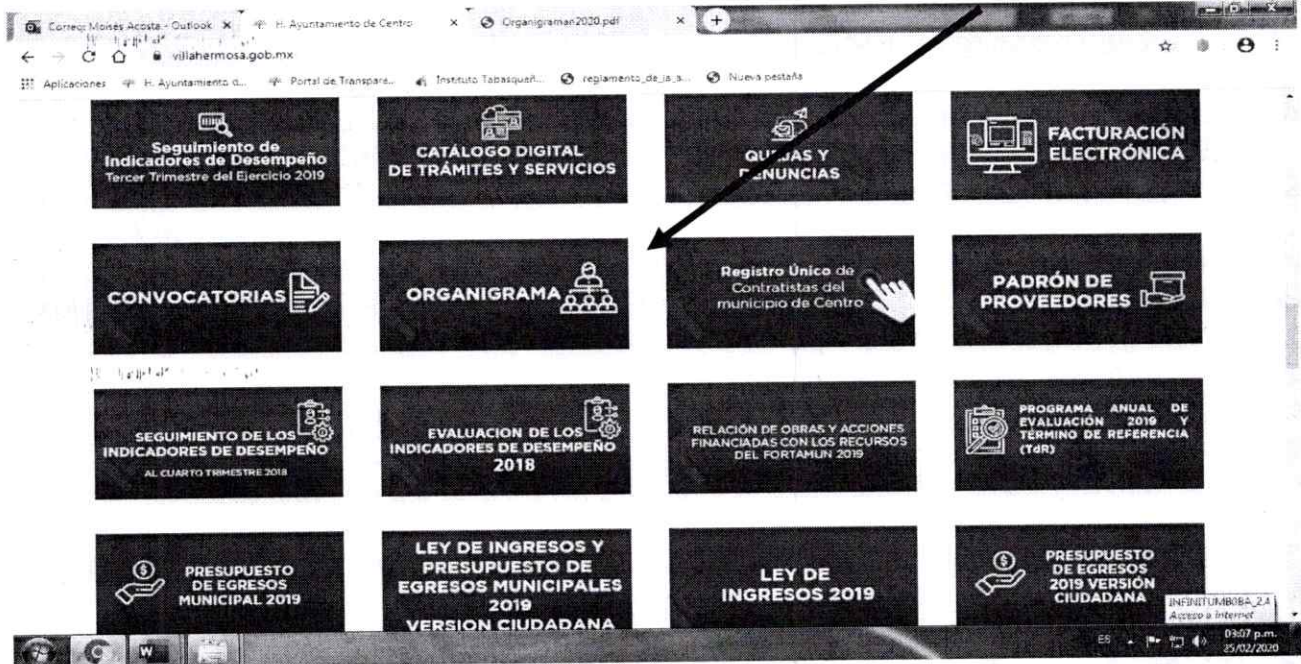 Correo: Moisés Acosta - Outlook
H. Ayuntamiento de Centro
Organigraman2020.pdf
villahermosa.gob.mx
Aplicaciones
H. Ayuntamiento d...
Portal de Transpare...
Instituto Tabasqueñ...
reglamento_de_la_s...
Nueva pestaña
Seguimiento de
Indicadores de Desempeño
Tercer Trimestre del Ejercicio 2019
CATÁLOGO DIGITAL
DE TRÁMITES Y SERVICIOS
QUEJAS Y
DENUNCIAS
FACTURACIÓN
ELECTRÓNICA
CONVOCATORIAS
ORGANIGRAMA
Registro Único de
Contratistas del
municipio de Centro
PADRÓN DE
PROVEEDORES
SEGUIMIENTO DE LOS
INDICADORES DE DESEMPEÑO
AL CUARTO TRIMESTRE 2018
EVALUACION DE LOS
INDICADORES DE DESEMPEÑO
2018
RELACIÓN DE OBRAS Y ACCIONES
FINANCIADAS CON LOS RECURSOS
DEL FORTAMUN 2019
PROGRAMA ANUAL DE
EVALUACIÓN 2019 Y
TÉRMINO DE REFERENCIA
(TdR)
PRESUPUESTO
DE EGRESOS
MUNICIPAL 2019
LEY DE INGRESOS Y
PRESUPUESTO DE
EGRESOS MUNICIPALES
2019
VERSION CIUDADANA
LEY DE
INGRESOS 2019
PRESUPUESTO
DE EGRESOS
2019 VERSIÓN
CIUDADANA
Acceso a Internet
W
ES
03:07 p.m.
25/02/2020